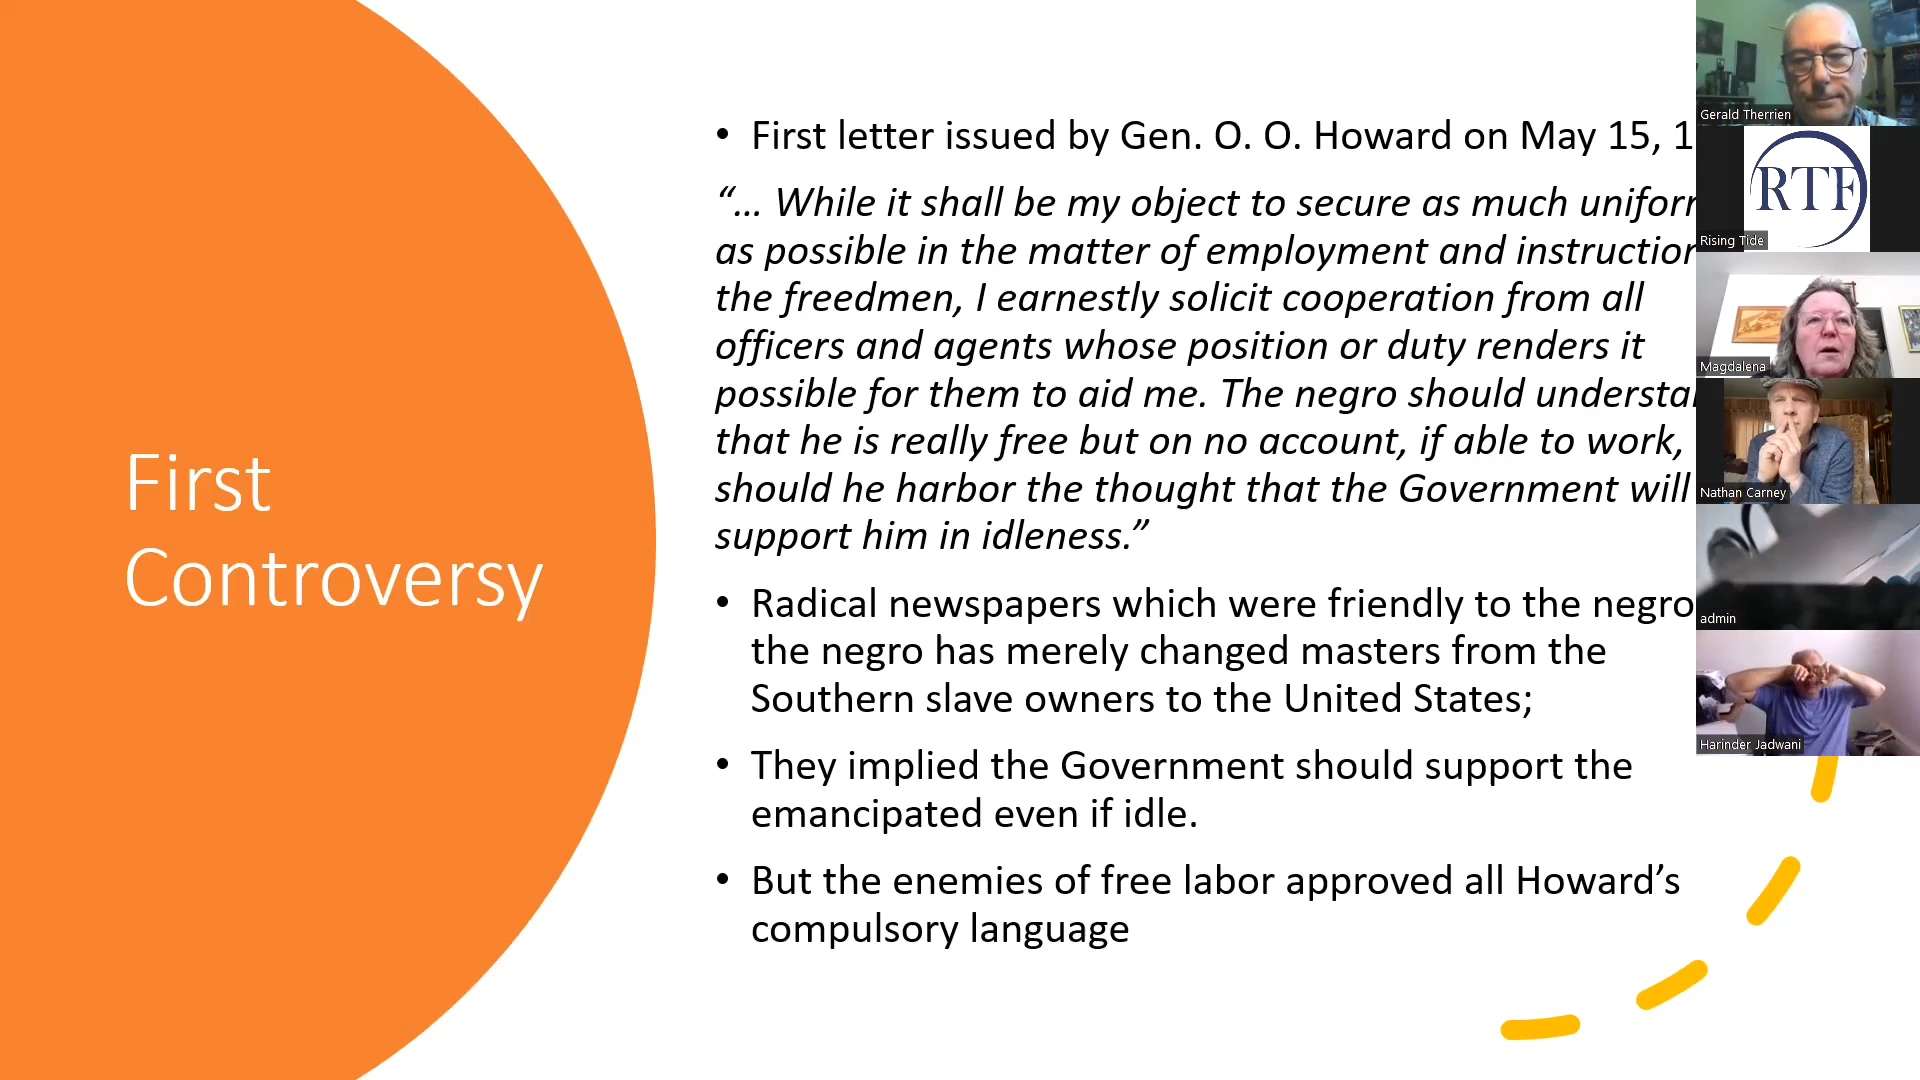 First
Controversy
• First letter issued by Gen. O. O. Howard on May 15, 1
“… While it shall be my object to secure as much
as possible in the matter of employment and
the freedmen, I earnestly solicit cooperation from all
officers and agents whose position or duty renders it
possible for them to aid me. The negro should
that he is really free but on no account, if able to work,
should he harbor the thought that the Government will
support him in idleness.”
• Radical newspapers which were friendly to the negro
the negro has merely changed masters from the
Southern slave owners to the United States;
• They implied the Government should support the
emancipated even if idle.
• But the enemies of free labor approved all Howard’s
compulsory language
Gerald Therrien
RTF
Rising Tide
Magdalena
Nathan Carney
admin
Harinder Jadwani